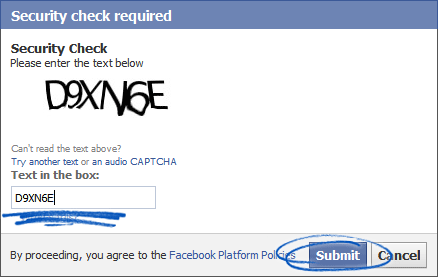 Security check required
Security Check
Please enter the text below
D9XN6E
Can't read the text above?
Try another text or an audio CAPTCHA
Text in the box:
D9XN6E
By proceeding, you agree to the Facebook Platform Policies Submit Cancel